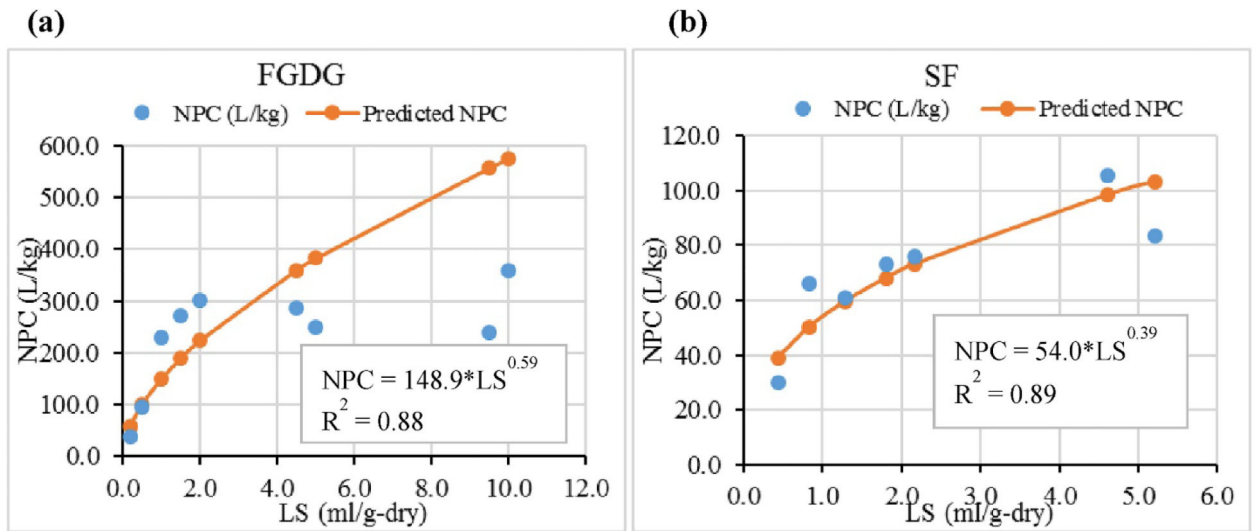 (a)
FGDG
NPC (L/kg) Predicted NPC
600.0
500.0
400.0
300.0
200.0
100.0
0.0
NPC (L/kg)
NPC = 148.9*LS^0.59
R^2 = 0.88
0.0 2.0 4.0 6.0 8.0 10.0 12.0
LS (ml/g-dry)
(b)
SF
NPC (L/kg) Predicted NPC
120.0
100.0
80.0
60.0
40.0
20.0
0.0
NPC (L/kg)
NPC = 54.0*LS^0.39
R^2 = 0.89
0.0 1.0 2.0 3.0 4.0 5.0 6.0
LS (ml/g-dry)